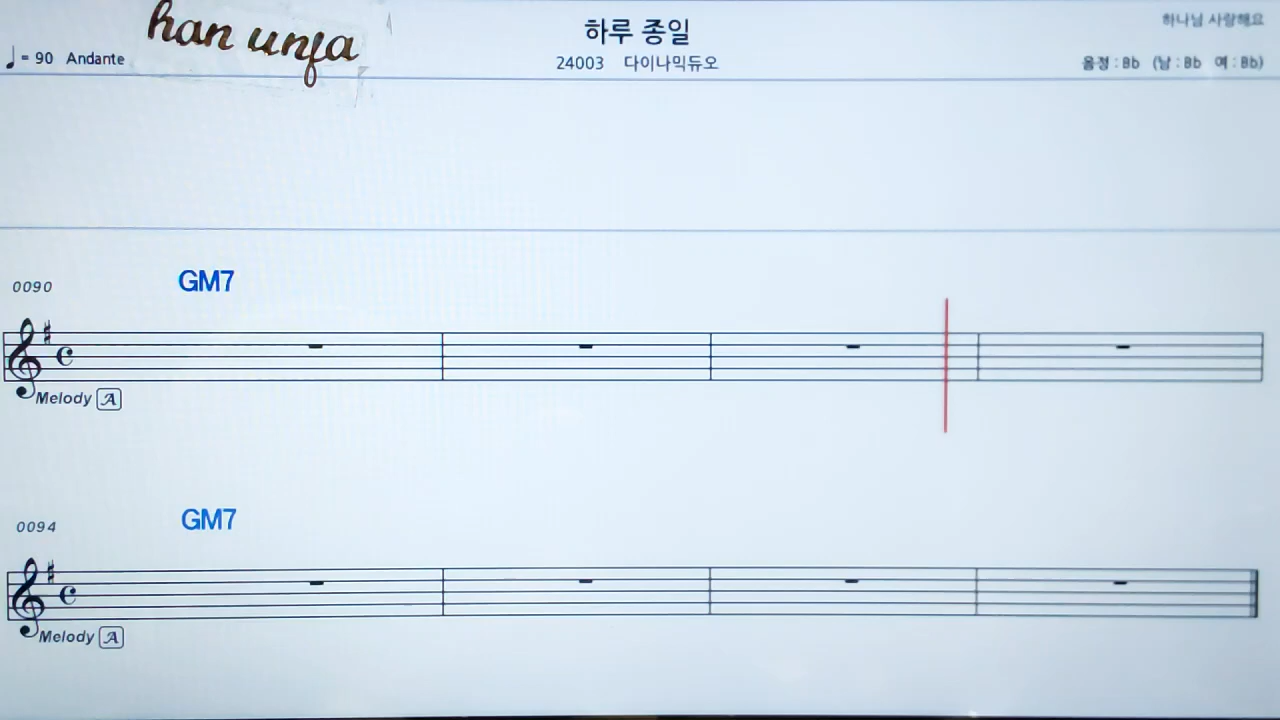 han unja
하루 종일
하나님 사랑해요
♩= 90 Andante
24003 다이나믹듀오
음정 : Bb (남 : Bb 여 : Bb)
0090 GM7
Melody A
0094 GM7
Melody A